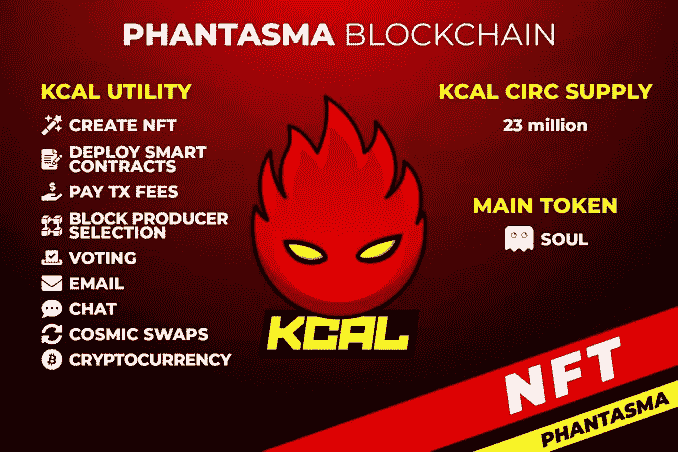 PHANTASMA BLOCKCHAIN
KCAL UTILITY
CREATE NFT
DEPLOY SMART
CONTRACTS
PAY TX FEES
BLOCK PRODUCER
SELECTION
VOTING
EMAIL
CHAT
COSMIC SWAPS
CRYPTOCURRENCY
KCAL
KCAL CIRC SUPPLY
23 million
MAIN TOKEN
SOUL
NFT
PHANTASMA